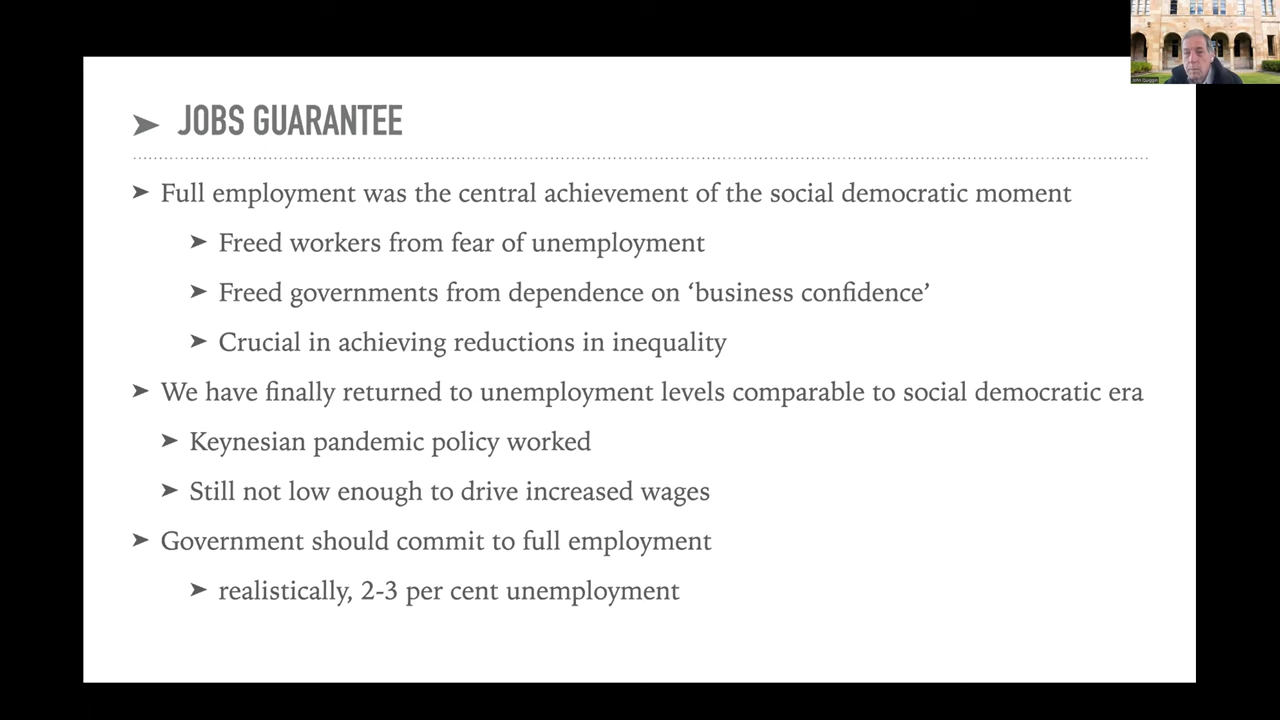 JOBS GUARANTEE
Full employment was the central achievement of the social democratic moment
Freed workers from fear of unemployment
Freed governments from dependence on ‘business confidence’
Crucial in achieving reductions in inequality
We have finally returned to unemployment levels comparable to social democratic era
Keynesian pandemic policy worked
Still not low enough to drive increased wages
Government should commit to full employment
realistically, 2-3 per cent unemployment
John Quiggin